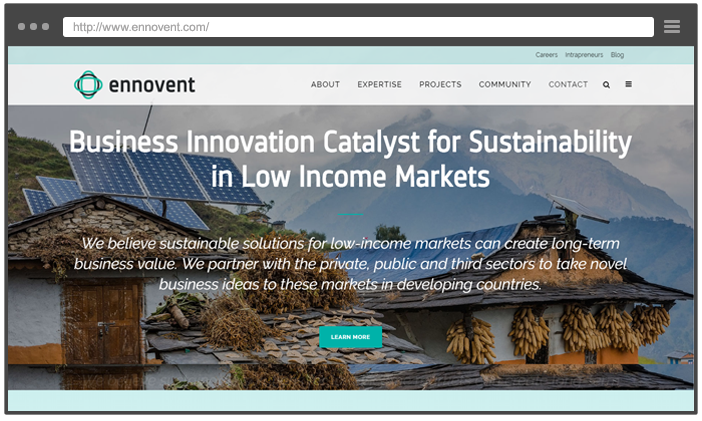 http://www.ennovent.com/
Careers Intrapreneurs Blog
ennovent
ABOUT EXPERTISE PROJECTS COMMUNITY CONTACT
Business Innovation Catalyst for Sustainability
in Low Income Markets
We believe sustainable solutions for low-income markets can create long-term
business value. We partner with the private, public and third sectors to take novel
business ideas to these markets in developing countries.
LEARN MORE